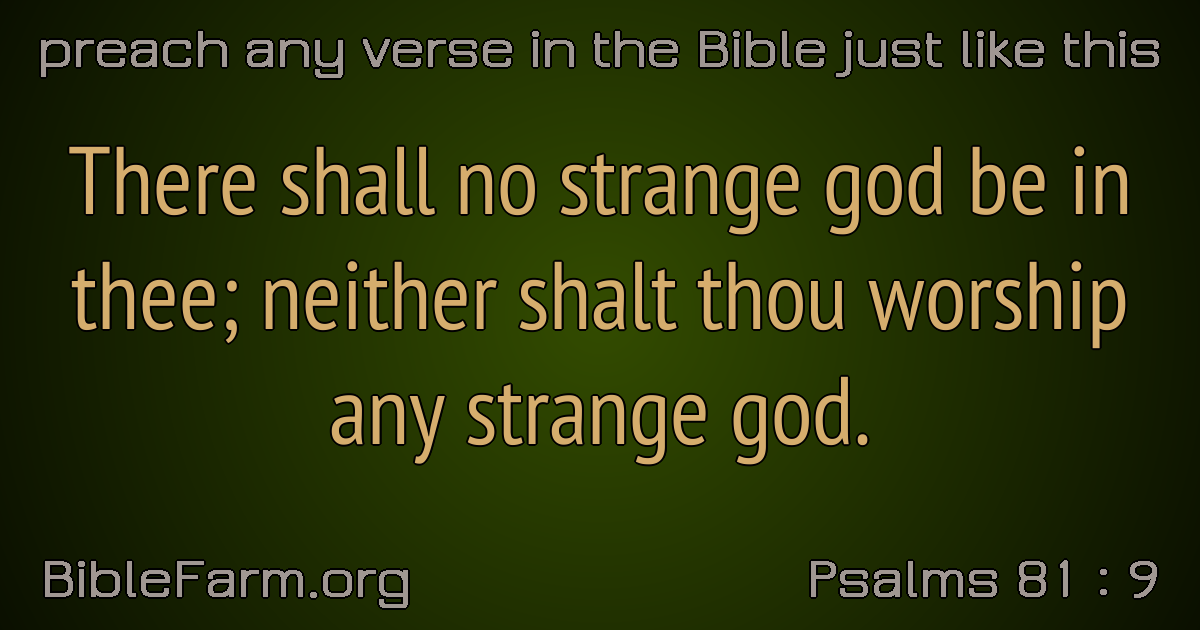 preach any verse in the Bible just like this
There shall no strange god be in
thee; neither shalt thou worship
any strange god.
BibleFarm.org
Psalms 81 : 9